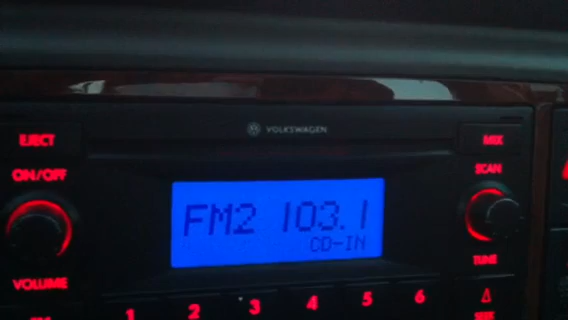 VOLKSWAGEN
EJECT
MIX
ON/OFF
SCAN
FM2 103.1
CD-IN
VOLUME
TUNE
1 2 3 4 5 6